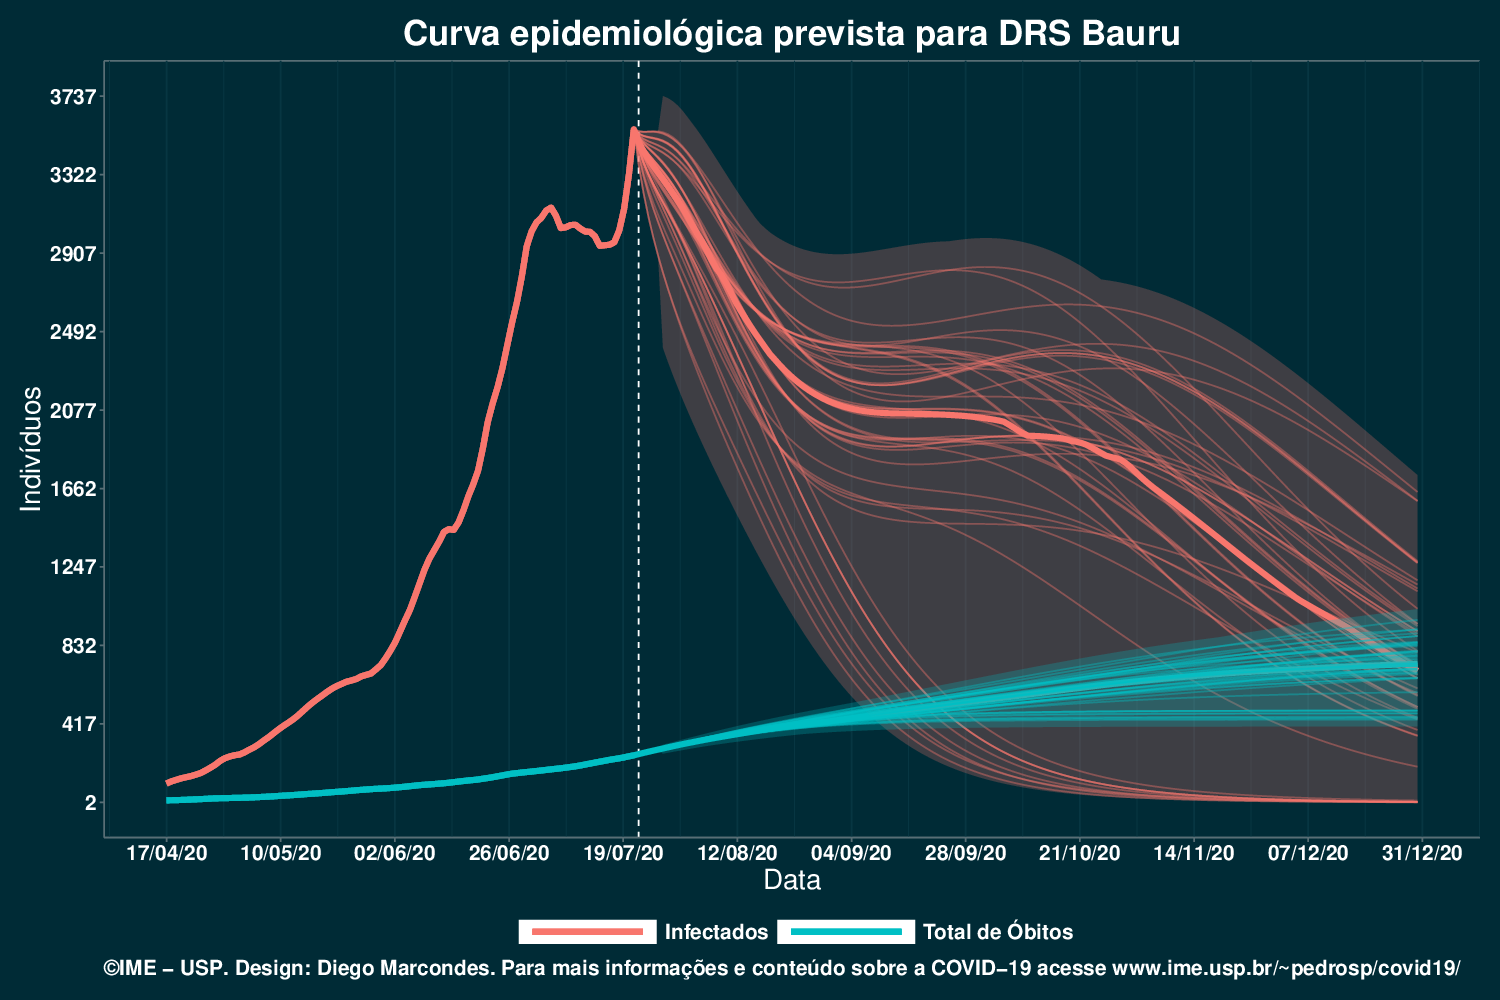 Curva epidemiológica prevista para DRS Bauru
3737
3322
2907
2492
2077
1662
1247
832
417
2
Indivíduos
17/04/20 10/05/20 02/06/20 26/06/20 19/07/20 12/08/20 04/09/20 28/09/20 21/10/20 14/11/20 07/12/20 31/12/20
Data
Infectados Total de Óbitos
©IME − USP. Design: Diego Marcondes. Para mais informações e conteúdo sobre a COVID−19 acesse www.ime.usp.br/~pedrosp/covid19/